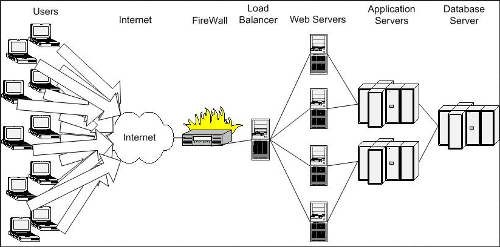 Users
Internet
FireWall
Load
Balancer
Web Servers
Application
Servers
Database
Server
Internet